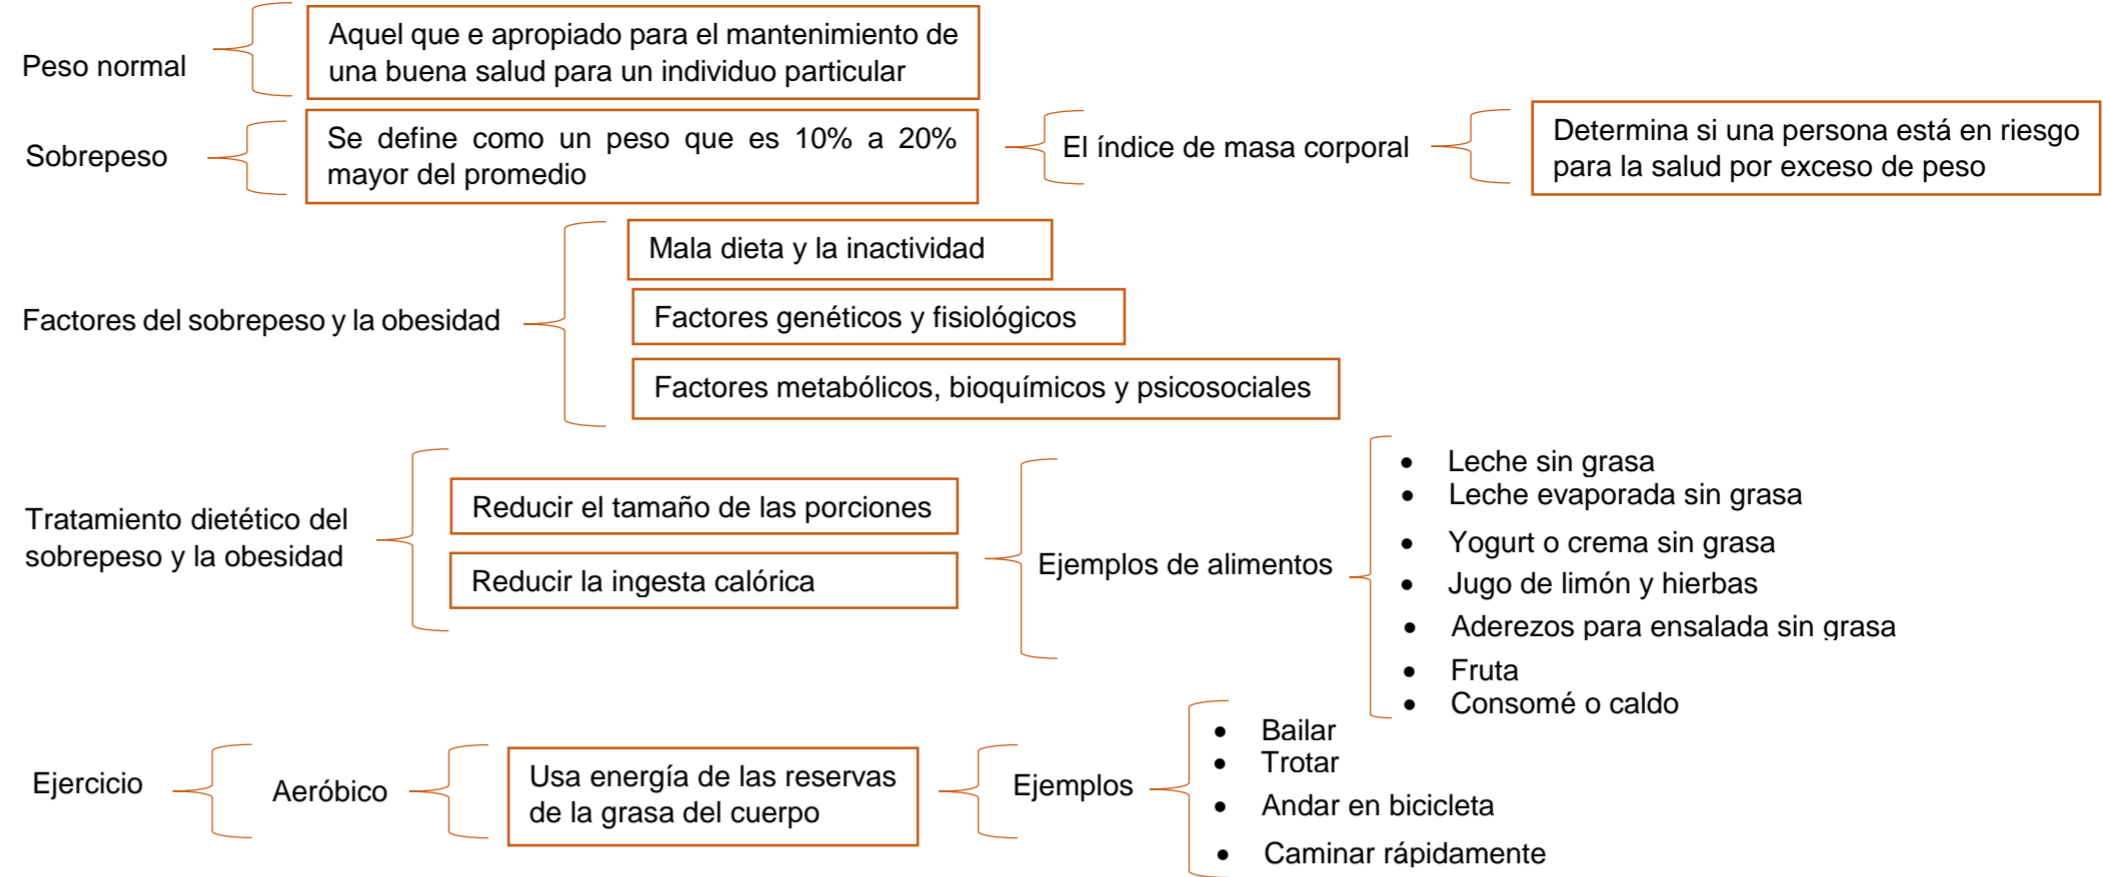 Peso normal
Aquel que e apropiado para el mantenimiento de
una buena salud para un individuo particular
Sobrepeso
Se define como un peso que es 10% a 20%
mayor del promedio
El índice de masa corporal
Determina si una persona está en riesgo
para la salud por exceso de peso
Factores del sobrepeso y la obesidad
Mala dieta y la inactividad
Factores genéticos y fisiológicos
Factores metabólicos, bioquímicos y psicosociales
Tratamiento dietético del
sobrepeso y la obesidad
Reducir el tamaño de las porciones
Reducir la ingesta calórica
Ejemplos de alimentos
• Leche sin grasa
• Leche evaporada sin grasa
• Yogurt o crema sin grasa
• Jugo de limón y hierbas
• Aderezos para ensalada sin grasa
• Fruta
• Consomé o caldo
Ejercicio
Aeróbico
Usa energía de las reservas
de la grasa del cuerpo
Ejemplos
• Bailar
• Trotar
• Andar en bicicleta
• Caminar rápidamente